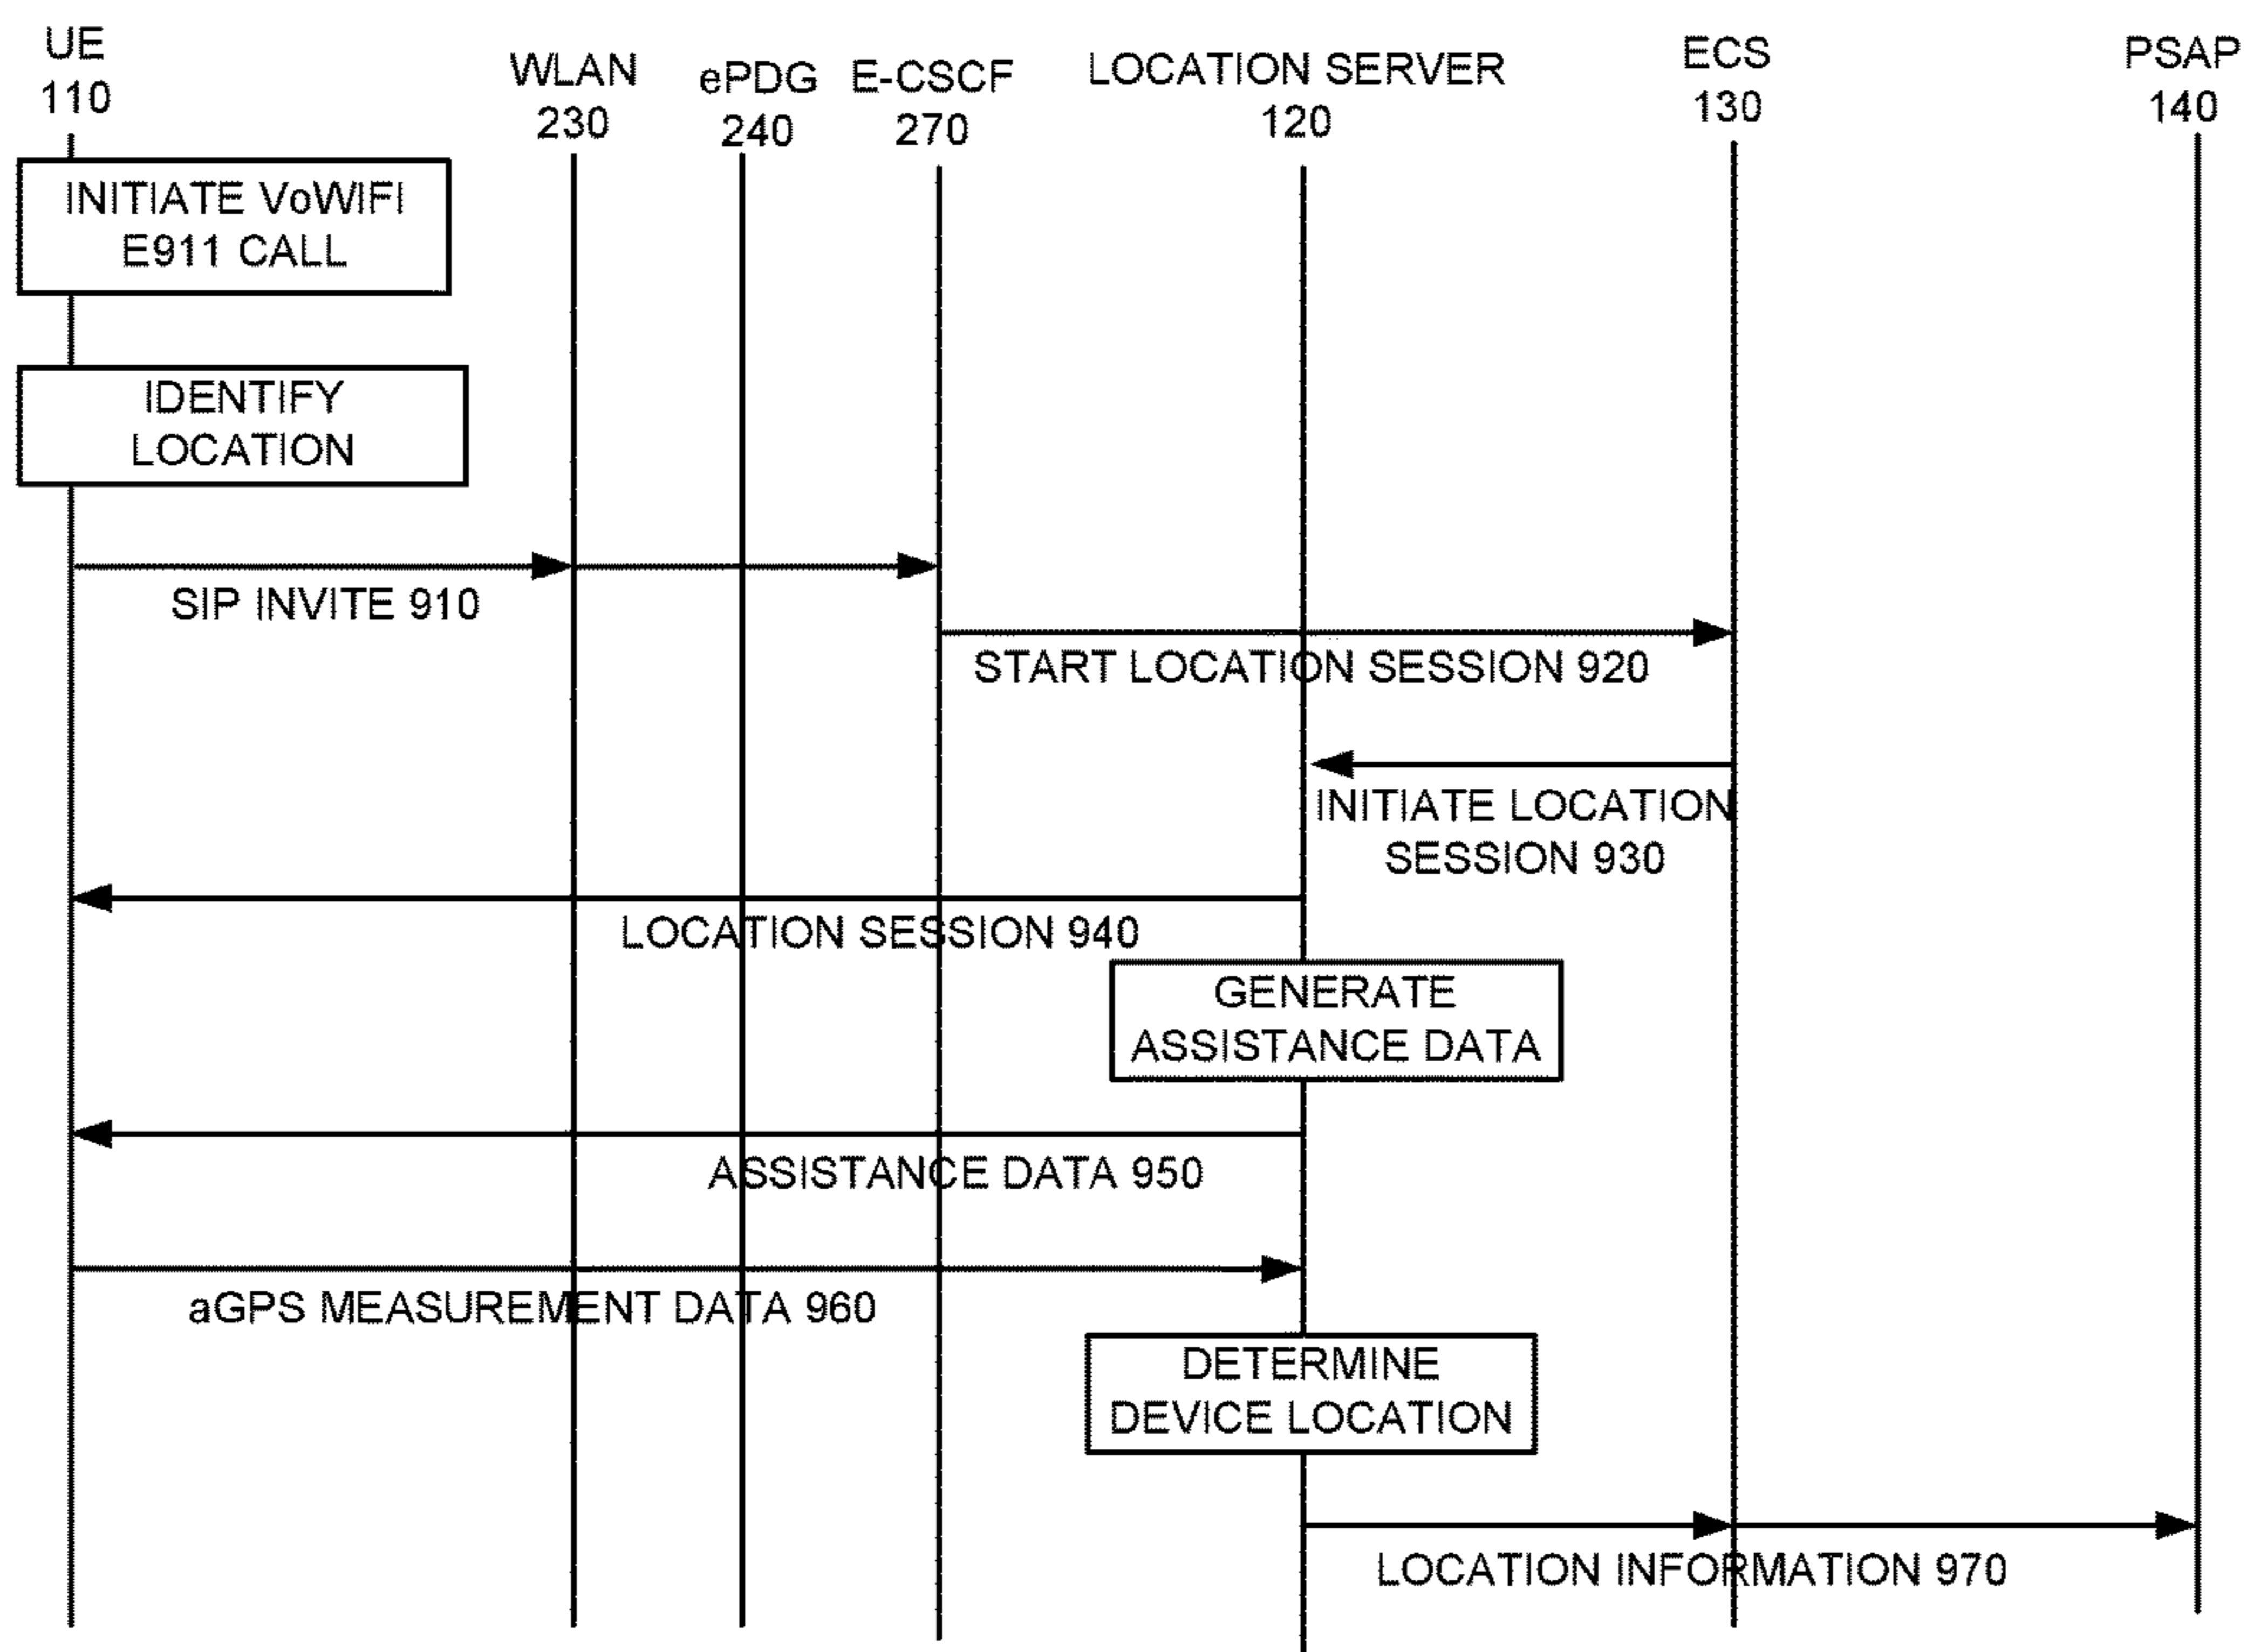 UE
110
WLAN
230
ePDG
240
E-CSCF
270
LOCATION SERVER
120
ECS
130
PSAP
140
INITIATE VoWIFI
E911 CALL
IDENTIFY
LOCATION
SIP INVITE 910
START LOCATION SESSION 920
INITIATE LOCATION
SESSION 930
LOCATION SESSION 940
GENERATE
ASSISTANCE DATA
ASSISTANCE DATA 950
aGPS MEASUREMENT DATA 960
DETERMINE
DEVICE LOCATION
LOCATION INFORMATION 970